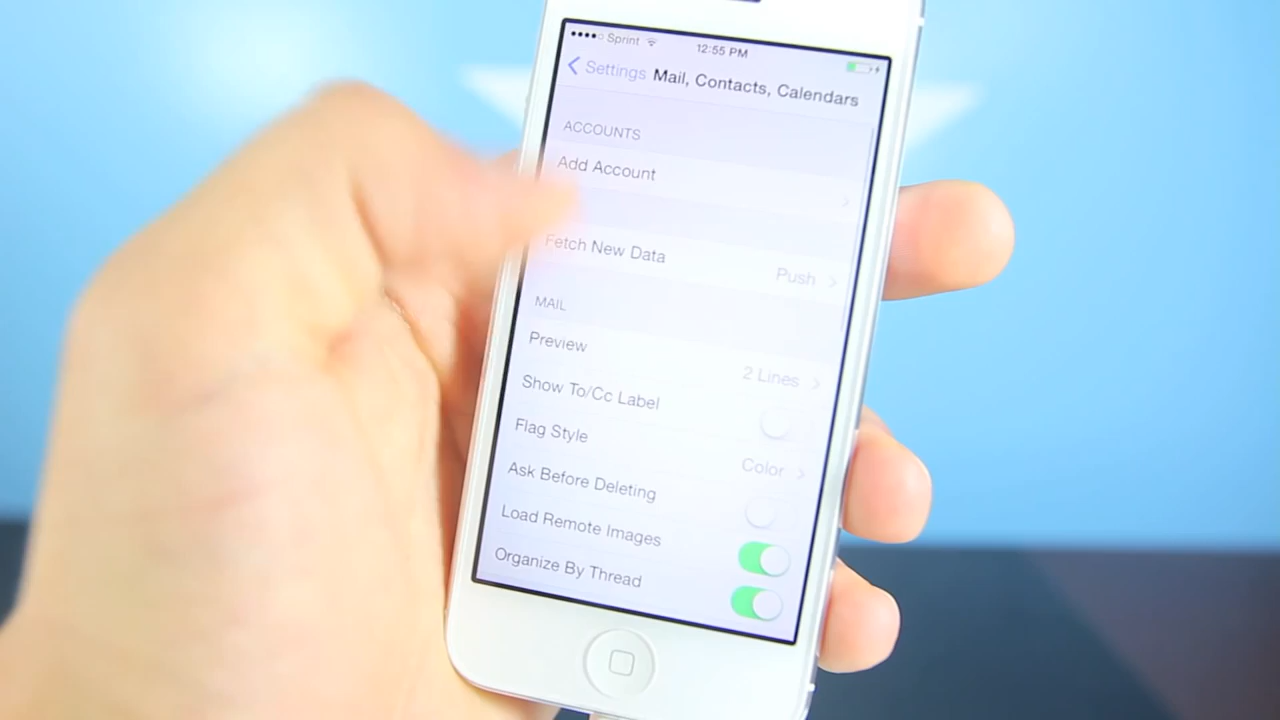 Sprint 12:55 PM
Settings Mail, Contacts, Calendars
ACCOUNTS
Add Account
Fetch New Data Push
MAIL
Preview 2 Lines
Show To/Cc Label
Flag Style Color
Ask Before Deleting
Load Remote Images
Organize By Thread